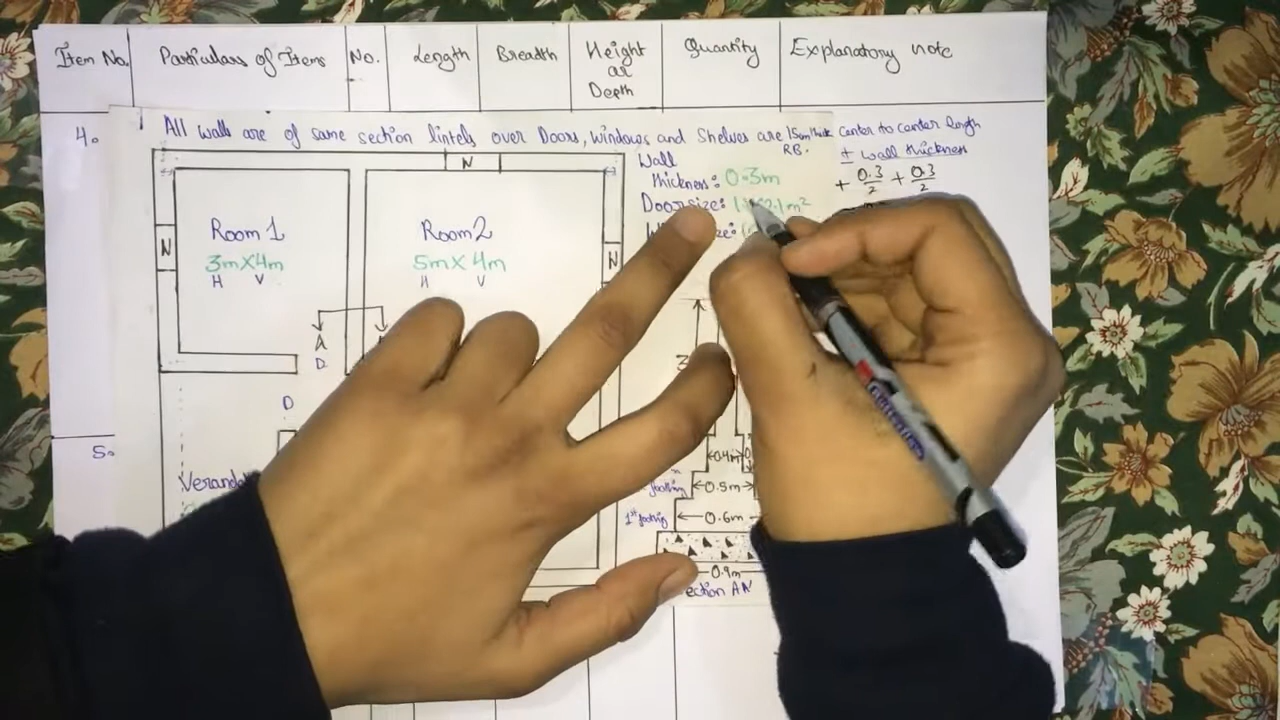 Item No. Particulars of Items No. Length Breadth Height or Depth Quantity Explanatory note
4.
All walls are of same section lintels over Doors, windows and Shelves are 15cm thick R.B.
Center to center length
± wall thickness
+ 0.3/2 + 0.3/2
Wall thickness: 0.3m
Door size: 2.1m²
W
N
N
N
Room 1
3m X 4m
H V
Room 2
5m X 4m
H V
A
D
D
5.
0.4m
footing 0.5m
1st footing 0.6m
0.9m